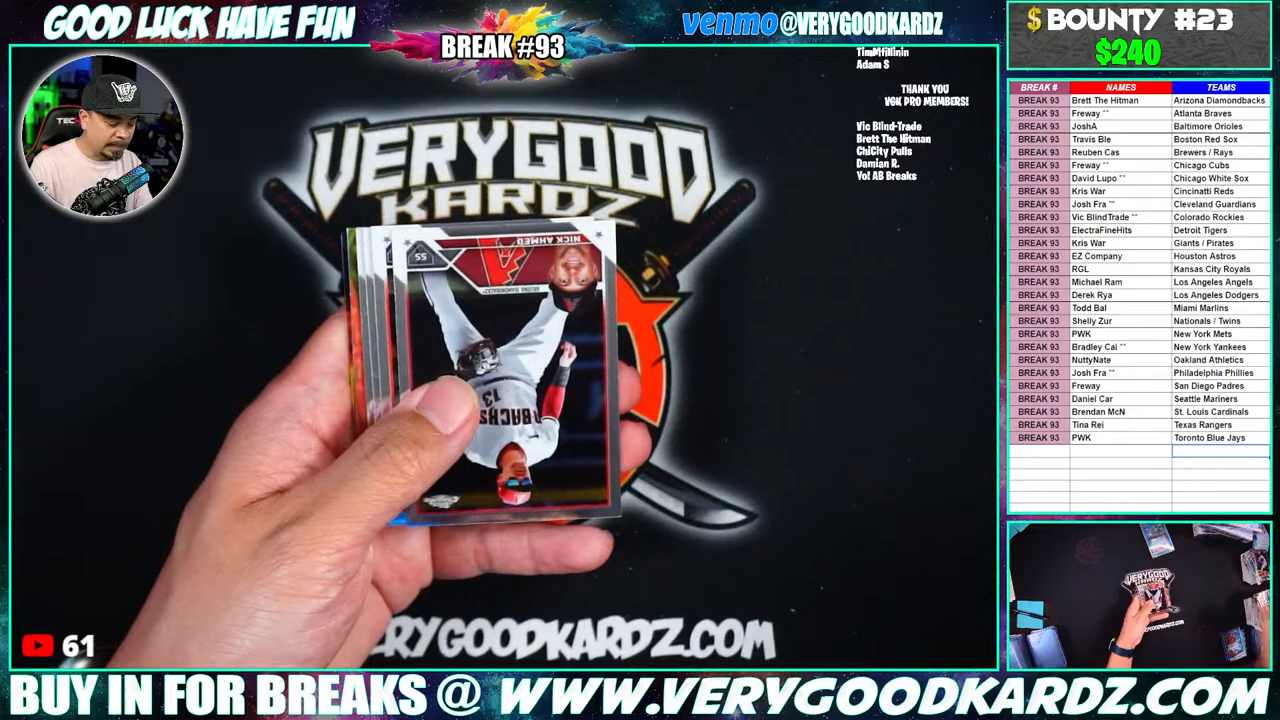 GOOD LUCK HAVE FUN
BREAK #93
venmo @VERYGOODKARDZ
$ BOUNTY #23
$240
TimMfillinin
Adam S
THANK YOU
VGK PRO MEMBERS!
Vic Blind-Trade
Brett The Hitman
ChiCity Pulls
Damian R.
Yo! AB Breaks
BREAK # NAMES TEAMS
BREAK 93 Brett The Hitman Arizona Diamondbacks
BREAK 93 Freway ** Atlanta Braves
BREAK 93 JoshA Baltimore Orioles
BREAK 93 Travis Ble Boston Red Sox
BREAK 93 Reuben Cas Brewers / Rays
BREAK 93 Freway ** Chicago Cubs
BREAK 93 David Lupo ** Chicago White Sox
BREAK 93 Kris War Cincinatti Reds
BREAK 93 Josh Fra ** Cleveland Guardians
BREAK 93 Vic BlindTrade ** Colorado Rockies
BREAK 93 ElectraFineHits Detroit Tigers
BREAK 93 Kris War Giants / Pirates
BREAK 93 EZ Company Houston Astros
BREAK 93 RGL Kansas City Royals
BREAK 93 Michael Ram Los Angeles Angels
BREAK 93 Derek Rya Los Angeles Dodgers
BREAK 93 Todd Bal Miami Marlins
BREAK 93 Shelly Zur Nationals / Twins
BREAK 93 PWK New York Mets
BREAK 93 Bradley Cai ** New York Yankees
BREAK 93 NuttyNate Oakland Athletics
BREAK 93 Josh Fra ** Philadelphia Phillies
BREAK 93 Freway San Diego Padres
BREAK 93 Daniel Car Seattle Mariners
BREAK 93 Brendan McN St. Louis Cardinals
BREAK 93 Tina Rei Texas Rangers
BREAK 93 PWK Toronto Blue Jays
VERYGOOD
KARDZ
NICK AHMED
SS
ARIZONA DIAMONDBACKS
13
61
ERYGOODKARDZ.COM
BUY IN FOR BREAKS @ WWW.VERYGOODKARDZ.COM